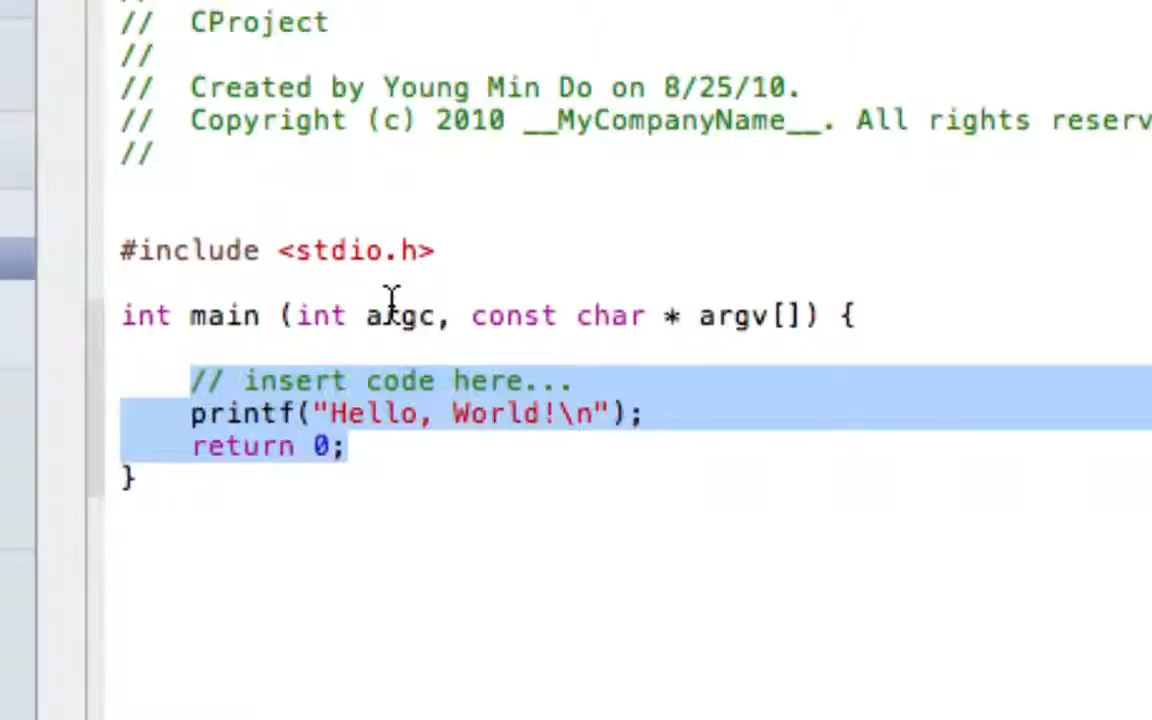 // CProject
//
// Created by Young Min Do on 8/25/10.
// Copyright (c) 2010 __MyCompanyName__. All rights reserv
//
#include <stdio.h>
int main (int argc, const char * argv[]) {
// insert code here...
printf("Hello, World!\n");
return 0;
}